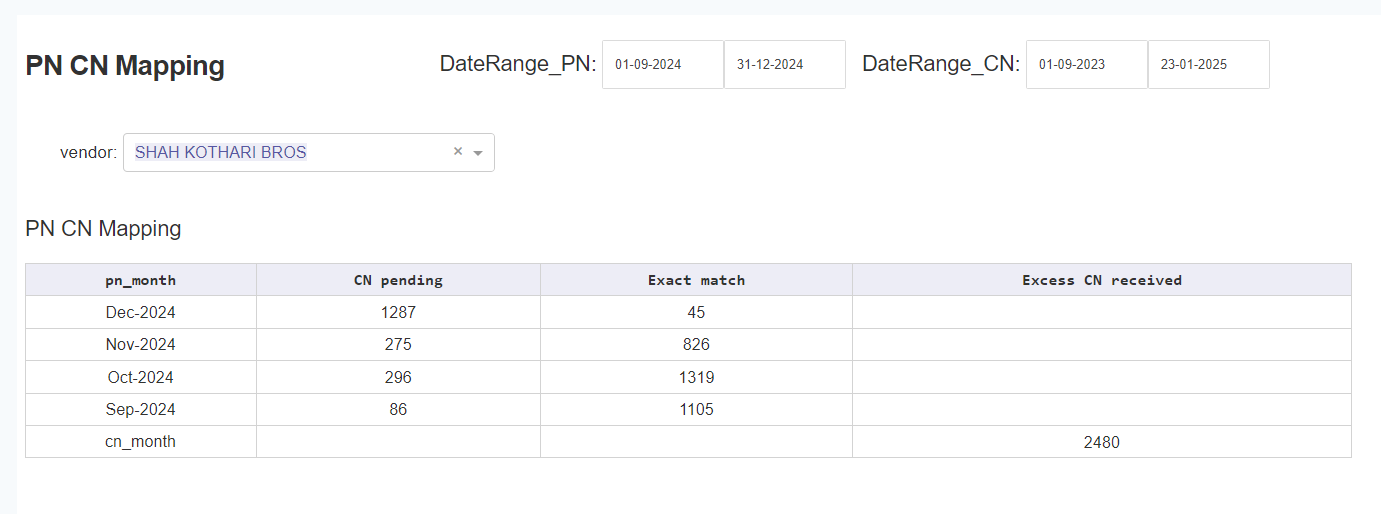 PN CN Mapping DateRange_PN: 01-09-2024 31-12-2024 DateRange_CN: 01-09-2023 23-01-2025
vendor: SHAH KOTHARI BROS ×
PN CN Mapping
pn_month CN pending Exact match Excess CN received
Dec-2024 1287 45
Nov-2024 275 826
Oct-2024 296 1319
Sep-2024 86 1105
cn_month 2480